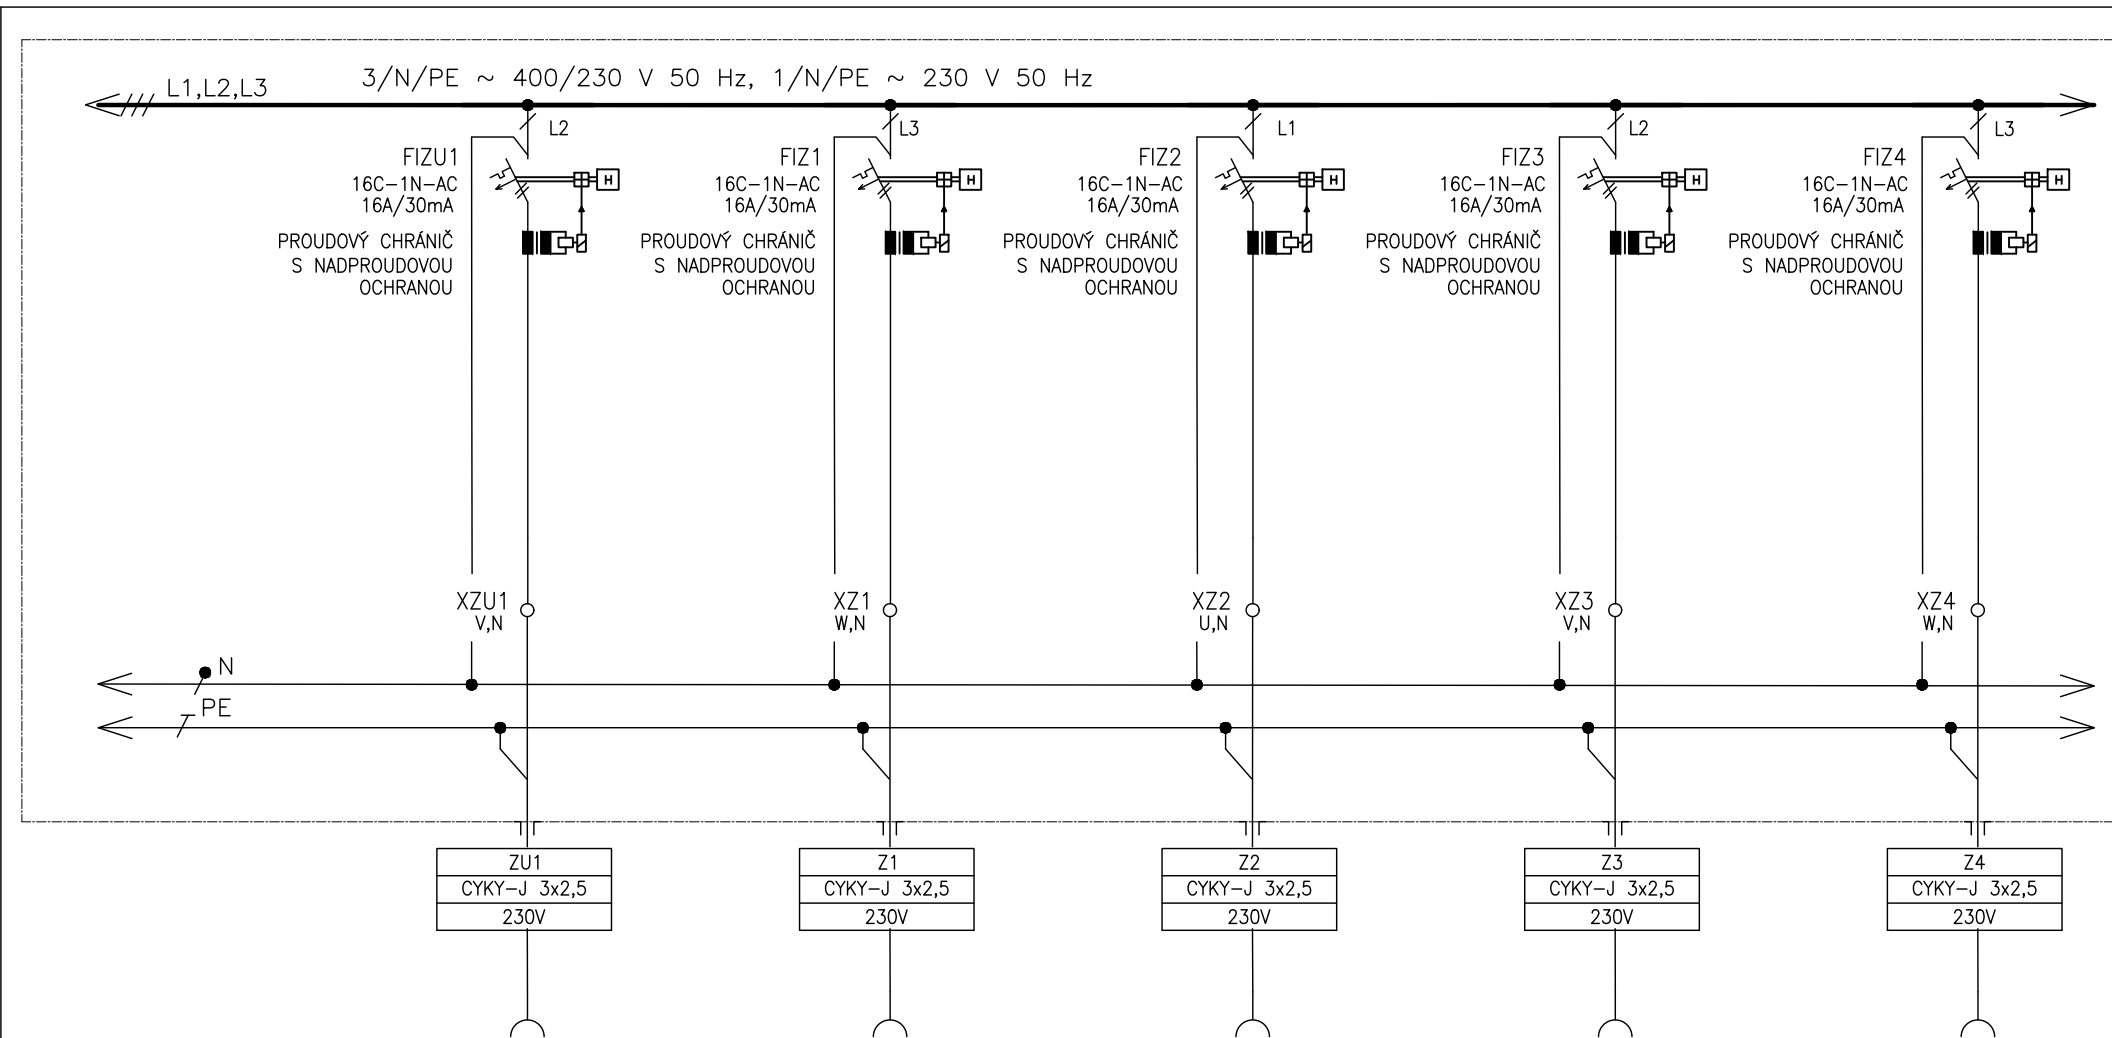 L1,L2,L3
3/N/PE ~ 400/230 V 50 Hz, 1/N/PE ~ 230 V 50 Hz
L2
FIZU1
16C-1N-AC
16A/30mA
H
PROUDOVÝ CHRÁNIČ
S NADPROUDOVOU
OCHRANOU
L3
FIZ1
16C-1N-AC
16A/30mA
H
PROUDOVÝ CHRÁNIČ
S NADPROUDOVOU
OCHRANOU
L1
FIZ2
16C-1N-AC
16A/30mA
H
PROUDOVÝ CHRÁNIČ
S NADPROUDOVOU
OCHRANOU
L2
FIZ3
16C-1N-AC
16A/30mA
H
PROUDOVÝ CHRÁNIČ
S NADPROUDOVOU
OCHRANOU
L3
FIZ4
16C-1N-AC
16A/30mA
H
PROUDOVÝ CHRÁNIČ
S NADPROUDOVOU
OCHRANOU
XZU1
V,N
XZ1
W,N
XZ2
U,N
XZ3
V,N
XZ4
W,N
N
PE
ZU1
CYKY-J 3x2,5
230V
Z1
CYKY-J 3x2,5
230V
Z2
CYKY-J 3x2,5
230V
Z3
CYKY-J 3x2,5
230V
Z4
CYKY-J 3x2,5
230V